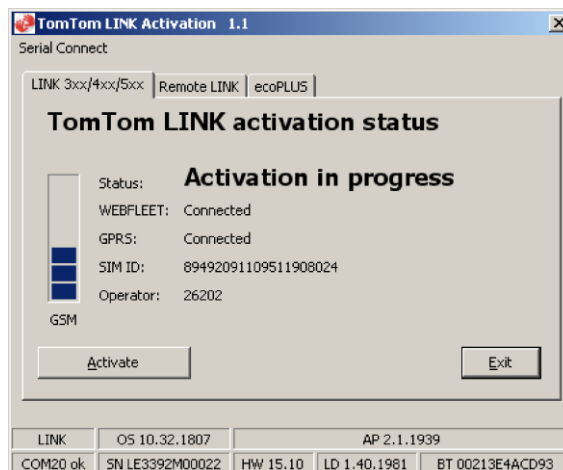 TomTom LINK Activation 1.1
Serial Connect
LINK 3xx/4xx/5xx Remote LINK ecoPLUS
TomTom LINK activation status
Status: Activation in progress
WEBFLEET: Connected
GPRS: Connected
SIM ID: 89492091109511908024
Operator: 26202
GSM
Activate Exit
LINK OS 10.32.1807 AP 2.1.1939
COM20 ok SN LE3392M00022 HW 15.10 LD 1.40.1981 BT 00213E4ACD93